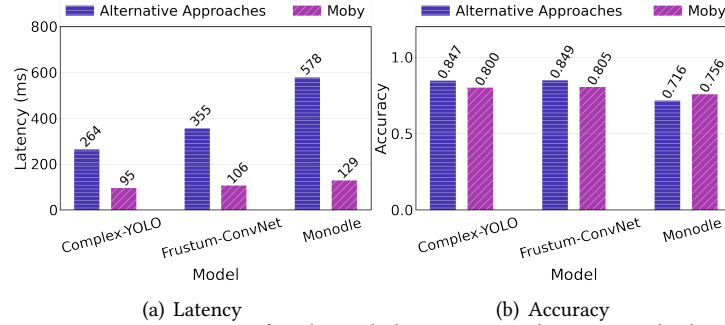 Alternative Approaches Moby
800
600
400
200
0
Latency (ms)
264
95
355
106
578
129
Complex-YOLO
Frustum-ConvNet
Monodle
Model
(a) Latency
Alternative Approaches Moby
1.0
0.5
0.0
Accuracy
0.847
0.800
0.849
0.805
0.716
0.756
Complex-YOLO
Frustum-ConvNet
Monodle
Model
(b) Accuracy